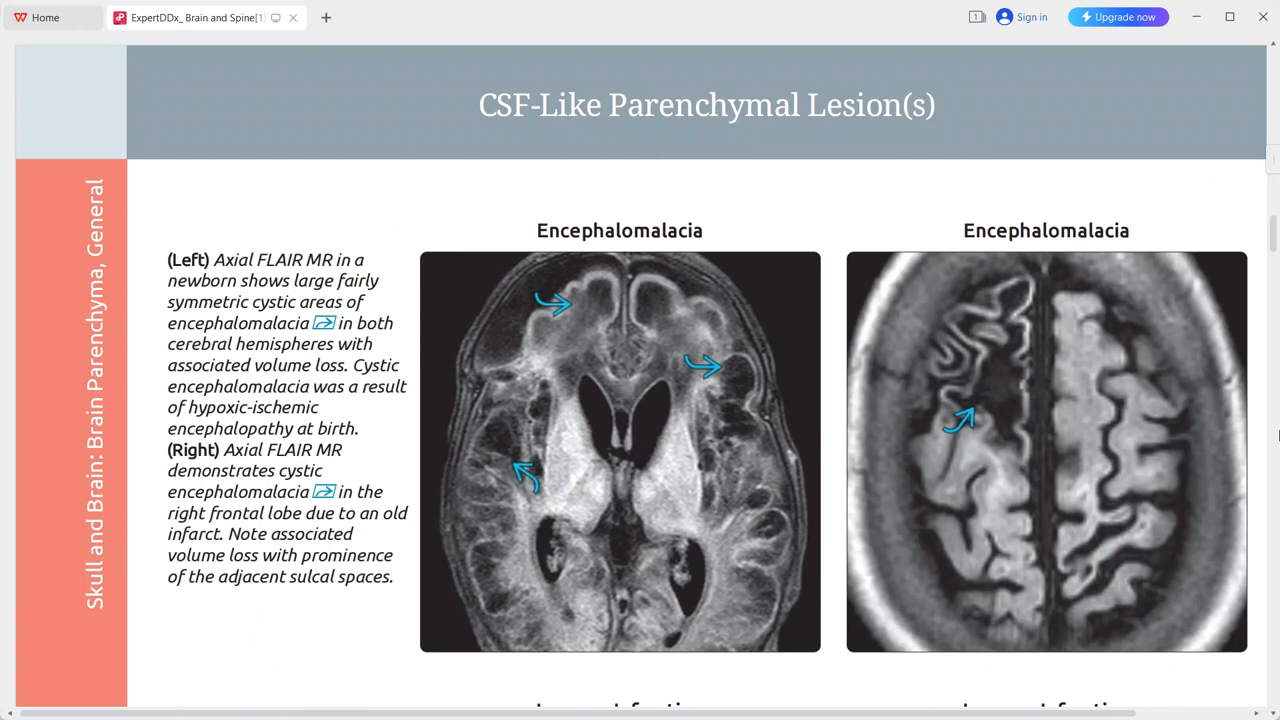 Home
ExpertDDx_ Brain and Spine[1]
1
Sign in
Upgrade now
CSF-Like Parenchymal Lesion(s)
Skull and Brain: Brain Parenchyma, General
(Left) Axial FLAIR MR in a
newborn shows large fairly
symmetric cystic areas of
encephalomalacia in both
cerebral hemispheres with
associated volume loss. Cystic
encephalomalacia was a result
of hypoxic-ischemic
encephalopathy at birth.
(Right) Axial FLAIR MR
demonstrates cystic
encephalomalacia in the
right frontal lobe due to an old
infarct. Note associated
volume loss with prominence
of the adjacent sulcal spaces.
Encephalomalacia
Encephalomalacia